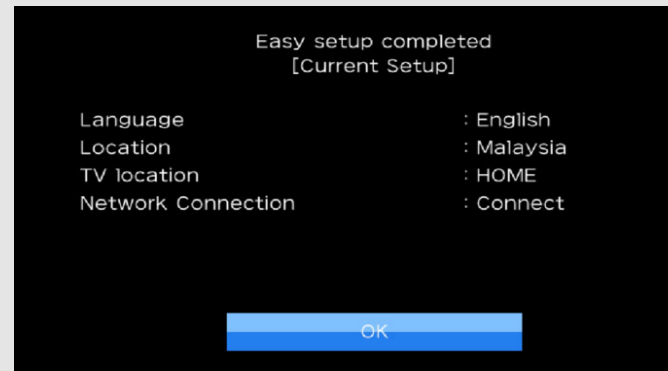 Easy setup completed
[Current Setup]
Language : English
Location : Malaysia
TV location : HOME
Network Connection : Connect
OK